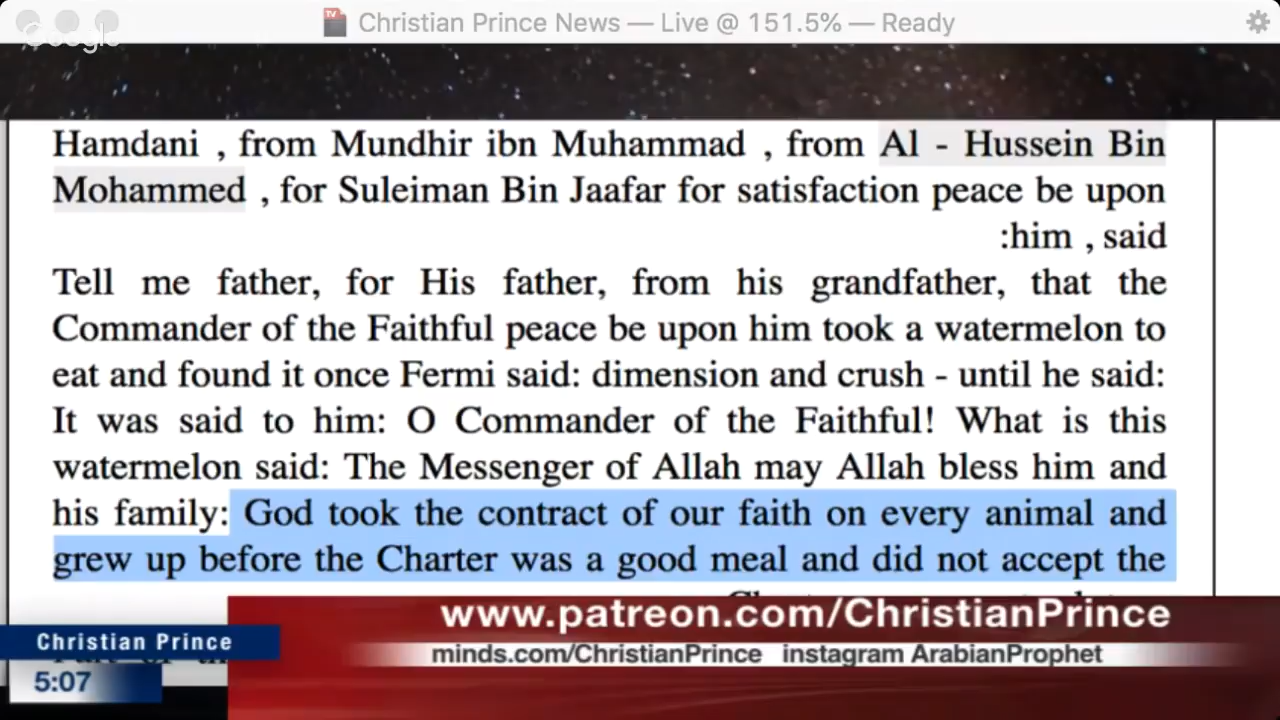 Christian Prince News — Live @ 151.5% — Ready
Google
Hamdani , from Mundhir ibn Muhammad , from Al - Hussein Bin
Mohammed , for Suleiman Bin Jaafar for satisfaction peace be upon
:him , said
Tell me father, for His father, from his grandfather, that the
Commander of the Faithful peace be upon him took a watermelon to
eat and found it once Fermi said: dimension and crush - until he said:
It was said to him: O Commander of the Faithful! What is this
watermelon said: The Messenger of Allah may Allah bless him and
his family: God took the contract of our faith on every animal and
grew up before the Charter was a good meal and did not accept the
www.patreon.com/ChristianPrince
Christian Prince
minds.com/ChristianPrince instagram ArabianProphet
5:07